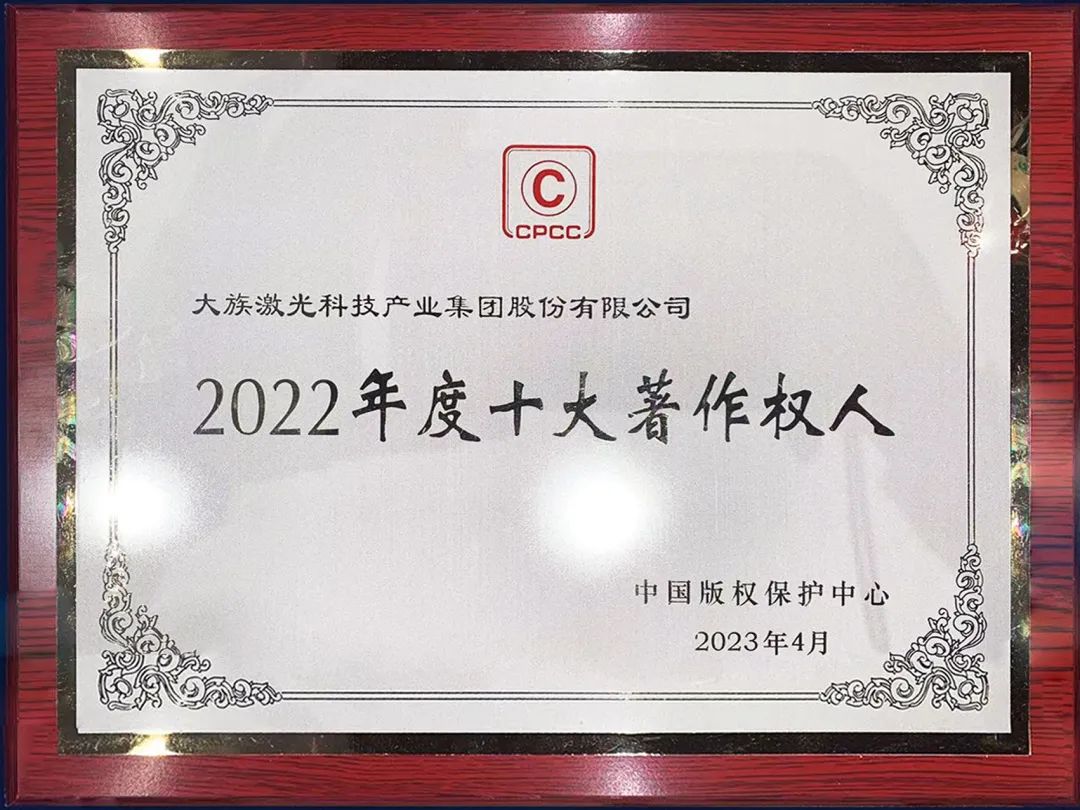 C
CPCC
大族激光科技产业集团股份有限公司
2022年度十大著作权人
中国版权保护中心
2023年4月